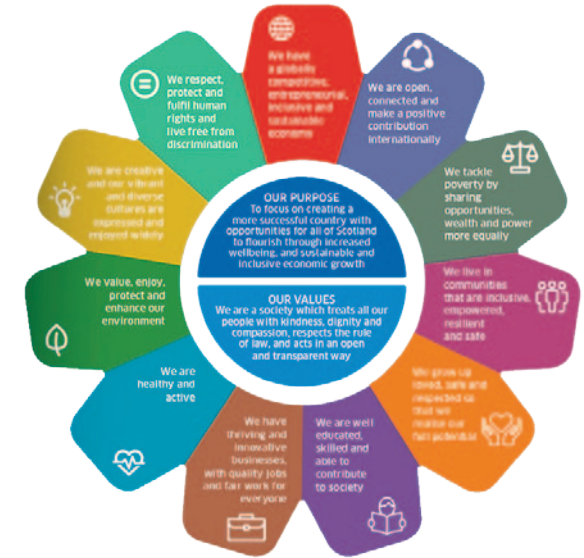 We have
a globally
competitive,
entrepreneurial,
inclusive and
sustainable
economy
We are open,
connected and
make a positive
contribution
internationally
We tackle
poverty by
sharing
opportunities,
wealth and power
more equally
We live in
communities
that are inclusive,
empowered,
resilient
and safe
We grow up
loved, safe and
respected so
that we
realise our
full potential
We are well
educated,
skilled and
able to
contribute
to society
We have
thriving and
innovative
businesses,
with quality jobs
and fair work for
everyone
We are
healthy and
active
We value, enjoy,
protect and
enhance our
environment
We are creative
and our vibrant
and diverse
cultures are
expressed and
enjoyed widely
We respect,
protect and
fulfil human
rights and
live free from
discrimination
OUR PURPOSE
To focus on creating a
more successful country with
opportunities for all of Scotland
to flourish through increased
wellbeing, and sustainable and
inclusive economic growth
OUR VALUES
We are a society which treats all our
people with kindness, dignity and
compassion, respects the rule
of law, and acts in an open
and transparent way